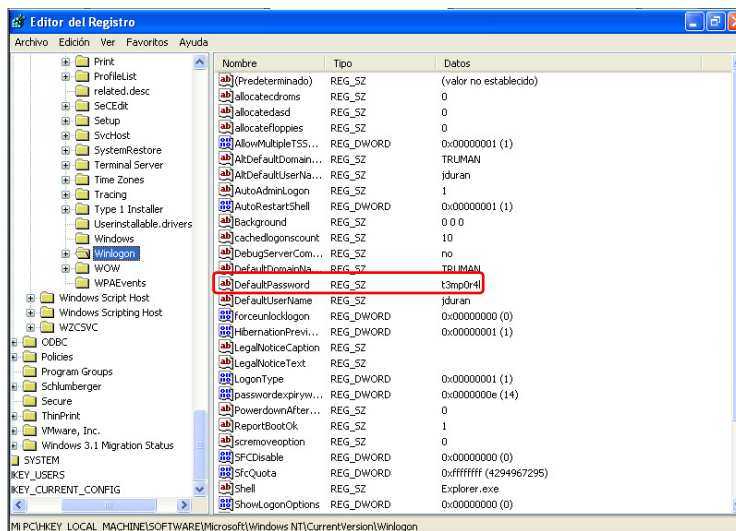 Editor del Registro
Archivo Edición Ver Favoritos Ayuda
Print
ProfileList
related.desc
SeCEdit
Setup
SvcHost
SystemRestore
Terminal Server
Time Zones
Tracing
Type 1 Installer
Userinstallable.drivers
Windows
Winlogon
WOW
WPAEvents
Windows Script Host
Windows Scripting Host
WZCSVC
ODBC
Policies
Program Groups
Schlumberger
Secure
ThinPrint
VMware, Inc.
Windows 3.1 Migration Status
SYSTEM
KEY_USERS
KEY_CURRENT_CONFIG
Nombre Tipo Datos
(Predeterminado) REG_SZ (valor no establecido)
allocatecdroms REG_SZ 0
allocatedasd REG_SZ 0
allocatefloppies REG_SZ 0
AllowMultipleTSS... REG_DWORD 0x00000001 (1)
AltDefaultDomain... REG_SZ TRUMAN
AltDefaultUserNa... REG_SZ jduran
AutoAdminLogon REG_SZ 1
AutoRestartShell REG_DWORD 0x00000001 (1)
Background REG_SZ 0 0 0
cachedlogonscount REG_SZ 10
DebugServerCom... REG_SZ no
DefaultDomainNa... REG_SZ TRUMAN
DefaultPassword REG_SZ t3mp0r4l
DefaultUserName REG_SZ jduran
forceunlocklogon REG_DWORD 0x00000000 (0)
HibernationPrevi... REG_DWORD 0x00000001 (1)
LegalNoticeCaption REG_SZ
LegalNoticeText REG_SZ
LogonType REG_DWORD 0x00000001 (1)
passwordexpiryw... REG_DWORD 0x0000000e (14)
PowerdownAfter... REG_SZ 0
ReportBootOk REG_SZ 1
scremoveoption REG_SZ 0
SFCDisable REG_DWORD 0x00000000 (0)
SfcQuota REG_DWORD 0xffffffff (4294967295)
Shell REG_SZ Explorer.exe
ShowLogonOptions REG_DWORD 0x00000000 (0)
Mi PC\HKEY_LOCAL_MACHINE\SOFTWARE\Microsoft\Windows NT\CurrentVersion\Winlogon